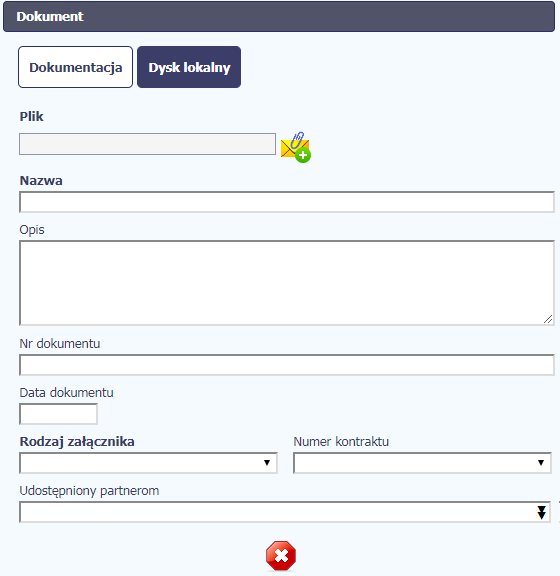 Dokument
Dokumentacja Dysk lokalny
Plik
Nazwa
Opis
Nr dokumentu
Data dokumentu
Rodzaj załącznika Numer kontraktu
Udostępniony partnerom